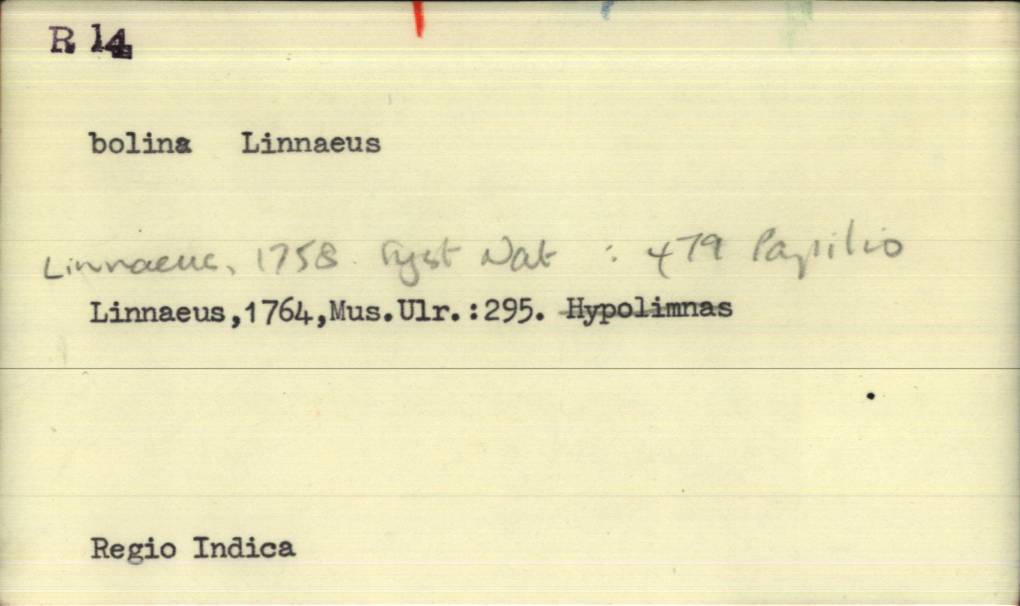 R 14
bolina Linnaeus
Linnaeus, 1758. Syst Nat : 479 Papilio
Linnaeus,1764,Mus.Ulr.:295. Hypolimnas
Regio Indica